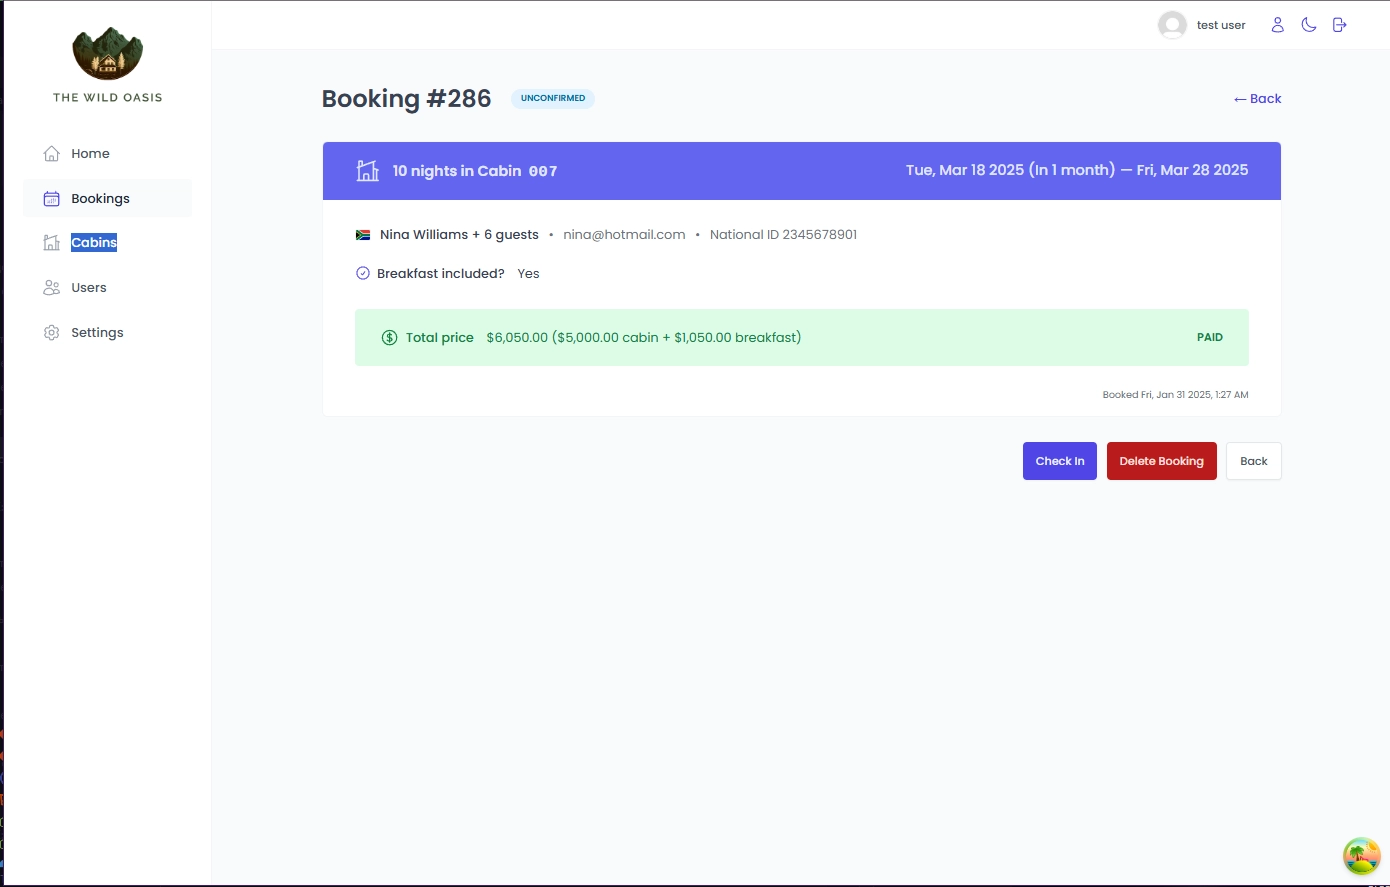 THE WILD OASIS
Home
Bookings
Cabins
Users
Settings
test user
Booking #286 UNCONFIRMED ← Back
10 nights in Cabin 007 Tue, Mar 18 2025 (In 1 month) — Fri, Mar 28 2025
Nina Williams + 6 guests • nina@hotmail.com • National ID 2345678901
Breakfast included? Yes
Total price $6,050.00 ($5,000.00 cabin + $1,050.00 breakfast) PAID
Booked Fri, Jan 31 2025, 1:27 AM
Check In Delete Booking Back